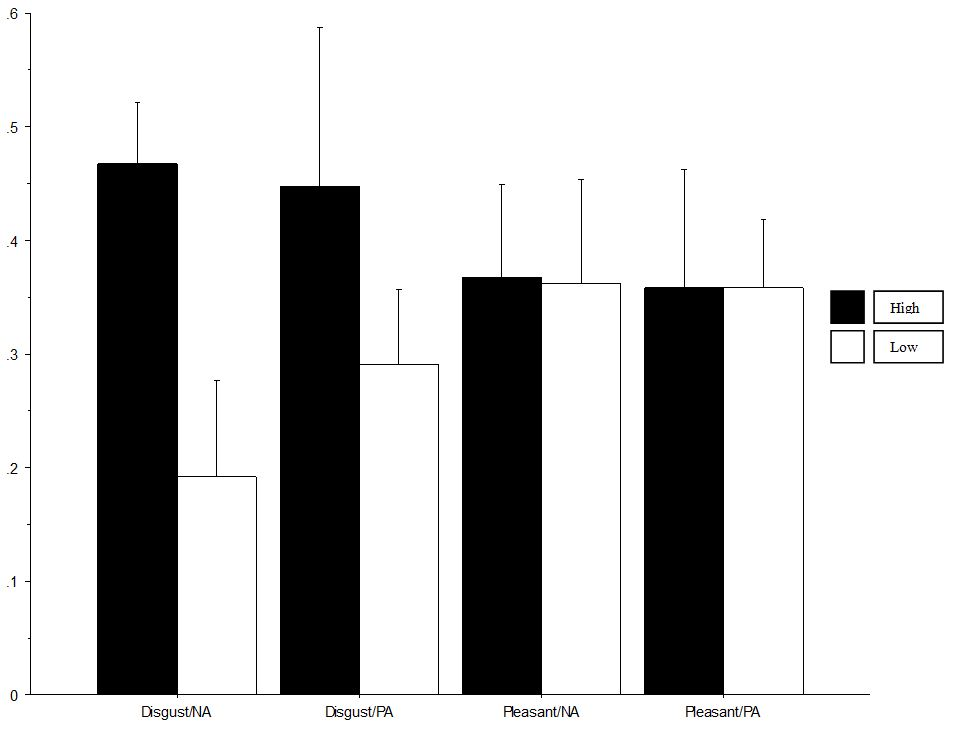 .6
.5
.4
.3
.2
.1
0
Disgust/NA
Disgust/PA
Pleasant/NA
Pleasant/PA
High
Low